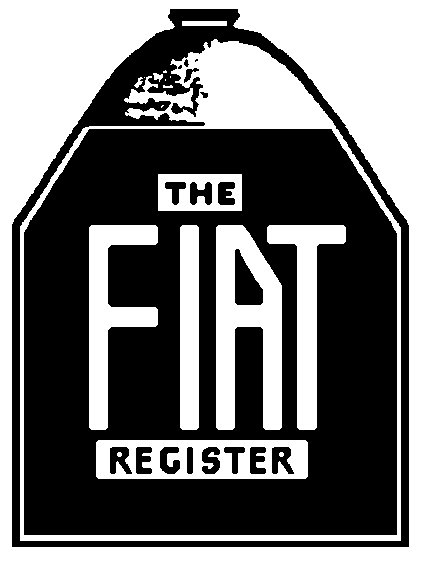 THE
FIAT
REGISTER